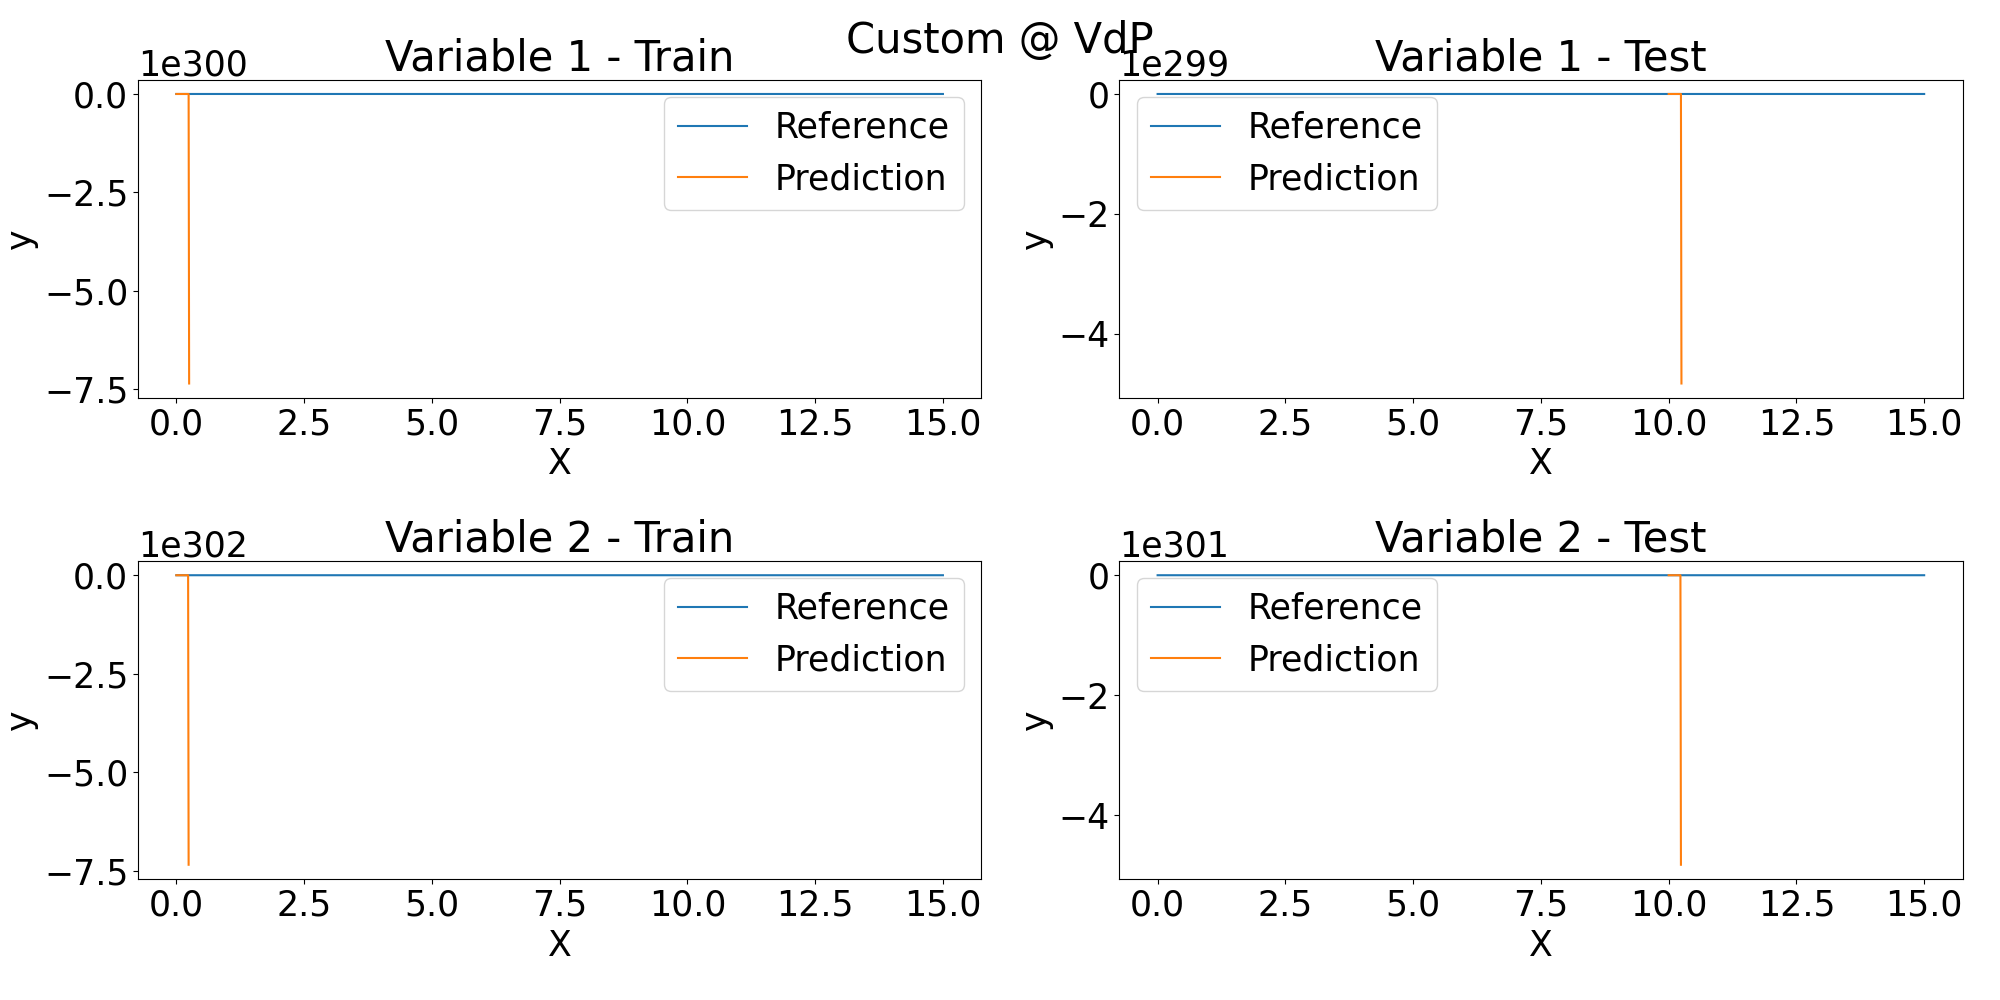 Custom @ VdP
Variable 1 - Train
1e300
0.0
−2.5
−5.0
−7.5
y
Reference
Prediction
0.0 2.5 5.0 7.5 10.0 12.5 15.0
X
Variable 1 - Test
1e299
0
−2
−4
y
Reference
Prediction
0.0 2.5 5.0 7.5 10.0 12.5 15.0
X
Variable 2 - Train
1e302
0.0
−2.5
−5.0
−7.5
y
Reference
Prediction
0.0 2.5 5.0 7.5 10.0 12.5 15.0
X
Variable 2 - Test
1e301
0
−2
−4
y
Reference
Prediction
0.0 2.5 5.0 7.5 10.0 12.5 15.0
X